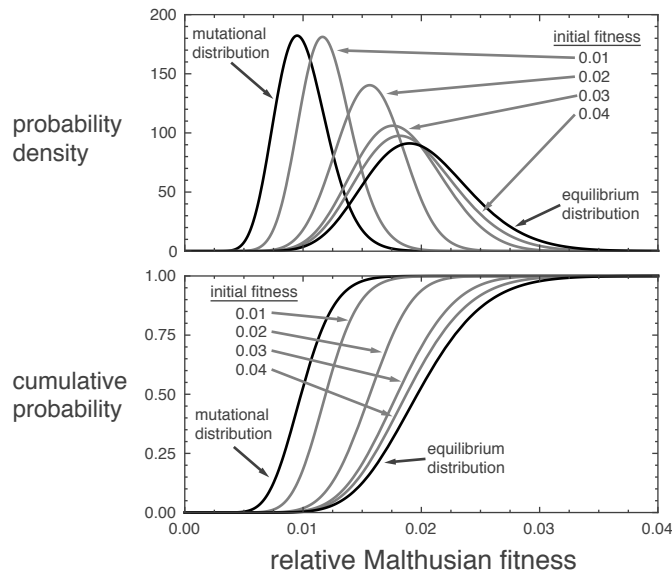 200
150
100
50
0
probability
density
mutational
distribution
initial fitness
0.01
0.02
0.03
0.04
equilibrium
distribution
1.00
0.75
0.50
0.25
0.00
cumulative
probability
initial fitness
0.01
0.02
0.03
0.04
mutational
distribution
equilibrium
distribution
0.00
0.01
0.02
0.03
0.04
relative Malthusian fitness